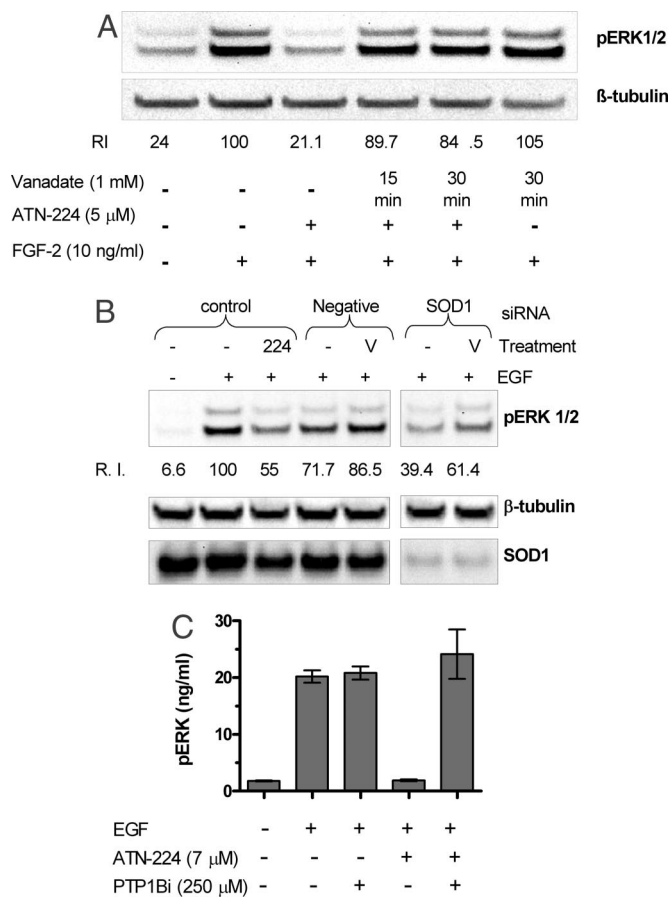 A
pERK1/2
ß-tubulin
RI 24 100 21.1 89.7 84 .5 105
Vanadate (1 mM) - - - 15 min 30 min 30 min
ATN-224 (5 µM) - - + + + -
FGF-2 (10 ng/ml) - + + + + +
B
control Negative SOD1 siRNA
- - 224 - V - V Treatment
- + + + + + + EGF
pERK 1/2
R. I. 6.6 100 55 71.7 86.5 39.4 61.4
β-tubulin
SOD1
C
30
20
10
0
pERK (ng/ml)
EGF - + + + +
ATN-224 (7 µM) - - - + +
PTP1Bi (250 µM) - - + - +